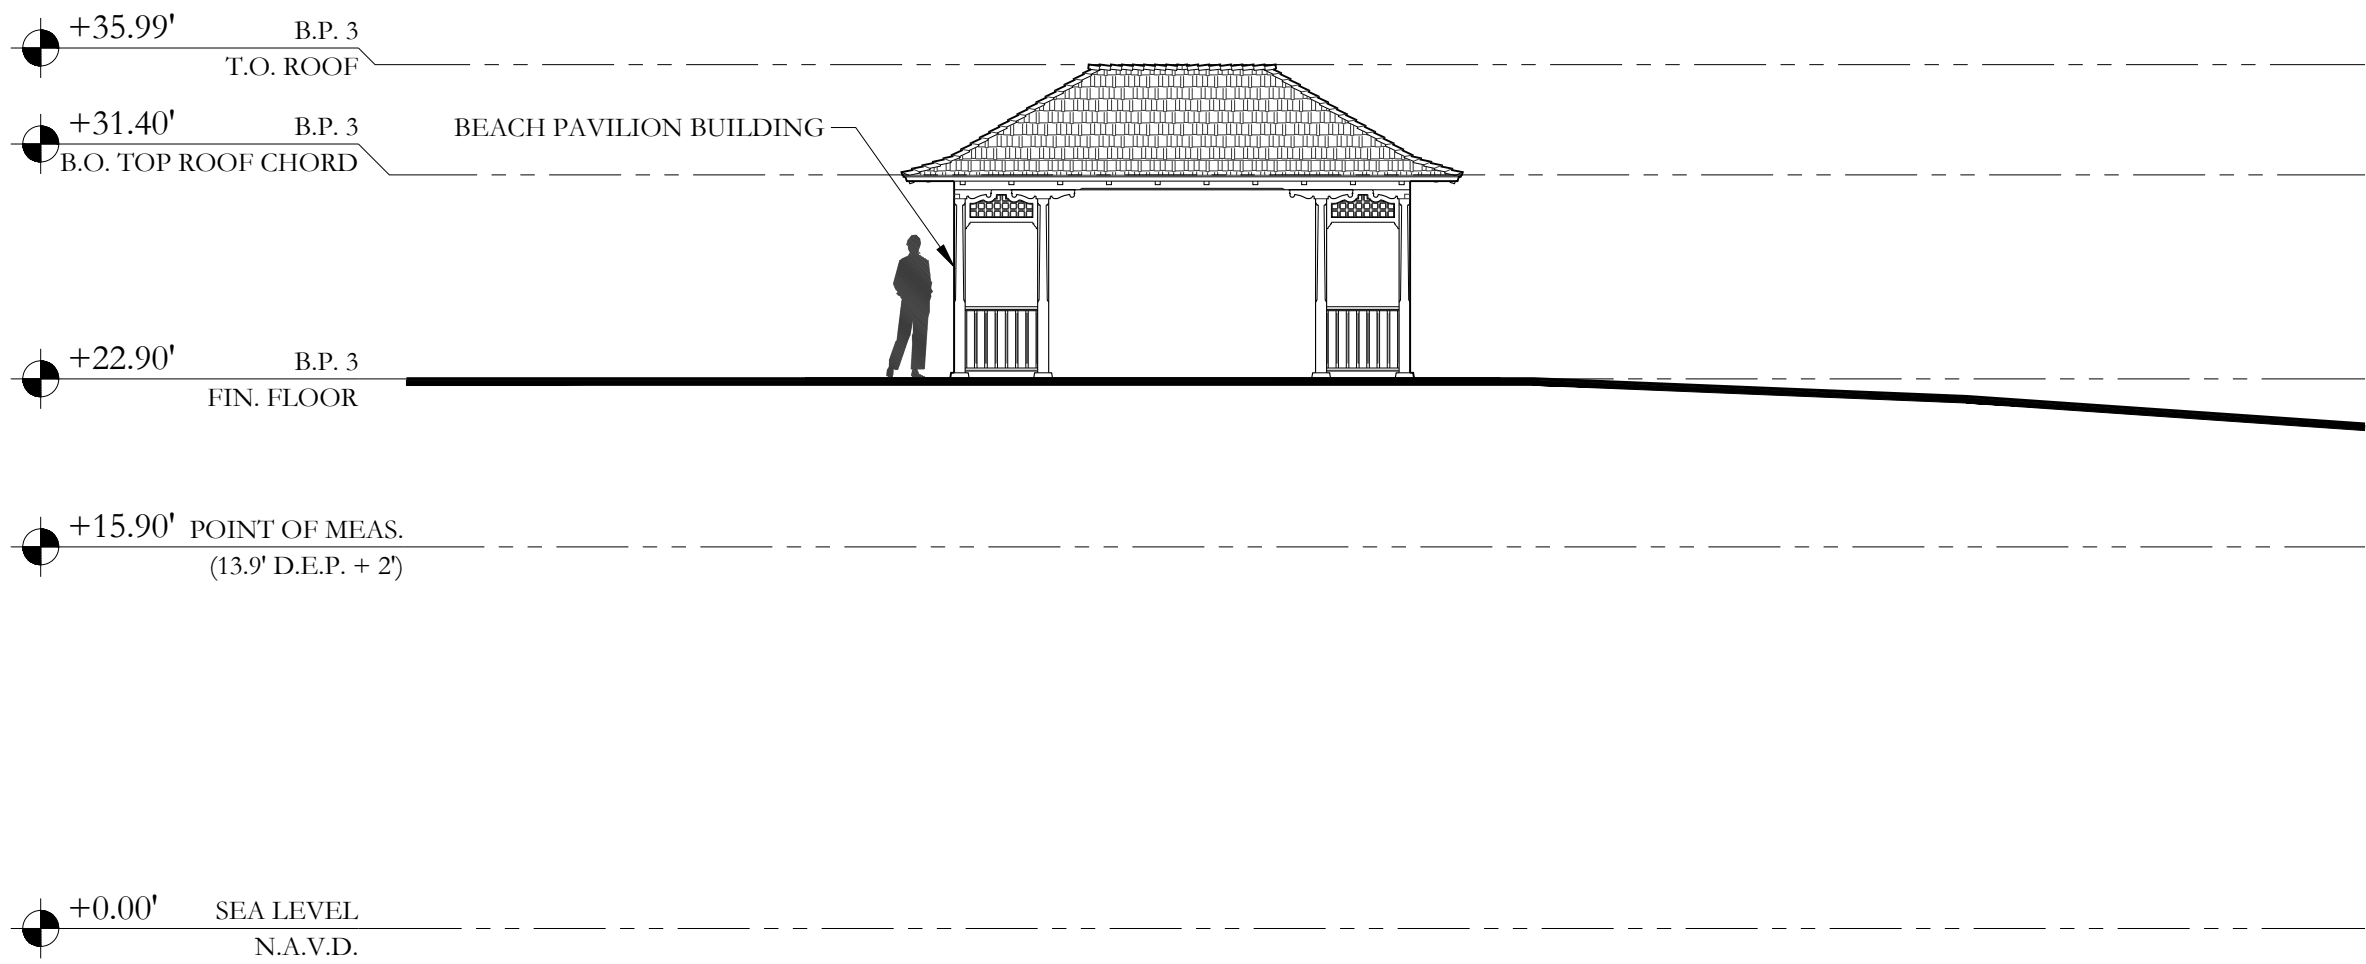 +35.99' B.P. 3
T.O. ROOF
+31.40' B.P. 3
B.O. TOP ROOF CHORD
BEACH PAVILION BUILDING
+22.90' B.P. 3
FIN. FLOOR
+15.90' POINT OF MEAS.
(13.9' D.E.P. + 2')
+0.00' SEA LEVEL
N.A.V.D.